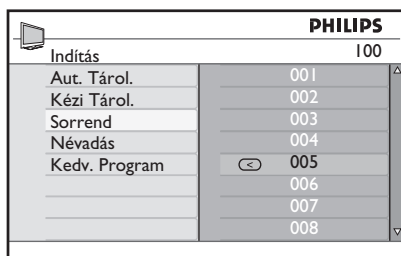 PHILIPS
Indítás 100
Aut. Tárol. 001
Kézi Tárol. 002
Sorrend 003
Névadás 004
Kedv. Program < 005
006
007
008